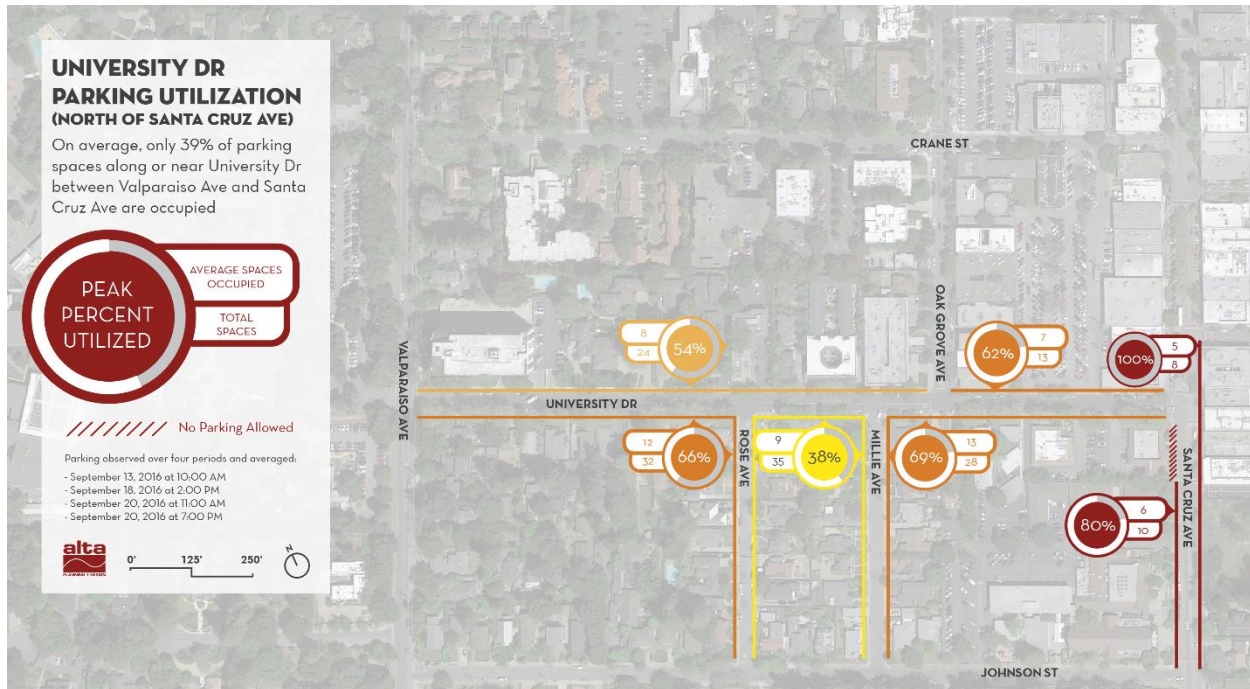 UNIVERSITY DR
PARKING UTILIZATION
(NORTH OF SANTA CRUZ AVE)
On average, only 39% of parking
spaces along or near University Dr
between Valparaiso Ave and Santa
Cruz Ave are occupied
PEAK
PERCENT
UTILIZED
AVERAGE SPACES
OCCUPIED
TOTAL
SPACES
No Parking Allowed
Parking observed over four periods and averaged:
- September 13, 2016 at 10:00 AM
- September 18, 2016 at 2:00 PM
- September 20, 2016 at 11:00 AM
- September 20, 2016 at 7:00 PM
alta
PLANNING + DESIGN
0'
125'
250'
N
CRANE ST
OAK GROVE AVE
VALPARAISO AVE
8
24
54%
62%
7
13
100%
5
8
UNIVERSITY DR
12
32
66%
ROSE AVE
9
35
38%
MILLIE AVE
69%
13
28
SANTA CRUZ AVE
80%
6
10
JOHNSON ST